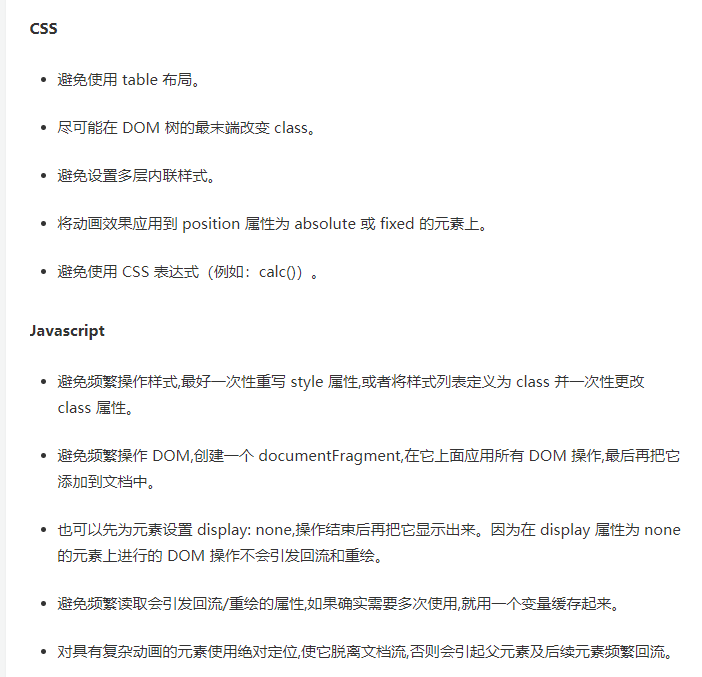 CSS
避免使用 table 布局。
尽可能在 DOM 树的最末端改变 class。
避免设置多层内联样式。
将动画效果应用到 position 属性为 absolute 或 fixed 的元素上。
避免使用 CSS 表达式（例如：calc()）。
Javascript
避免频繁操作样式,最好一次性重写 style 属性,或者将样式列表定义为 class 并一次性更改
class 属性。
避免频繁操作 DOM,创建一个 documentFragment,在它上面应用所有 DOM 操作,最后再把它
添加到文档中。
也可以先为元素设置 display: none,操作结束后再把它显示出来。因为在 display 属性为 none
的元素上进行的 DOM 操作不会引发回流和重绘。
避免频繁读取会引发回流/重绘的属性,如果确实需要多次使用,就用一个变量缓存起来。
对具有复杂动画的元素使用绝对定位,使它脱离文档流,否则会引起父元素及后续元素频繁回流。